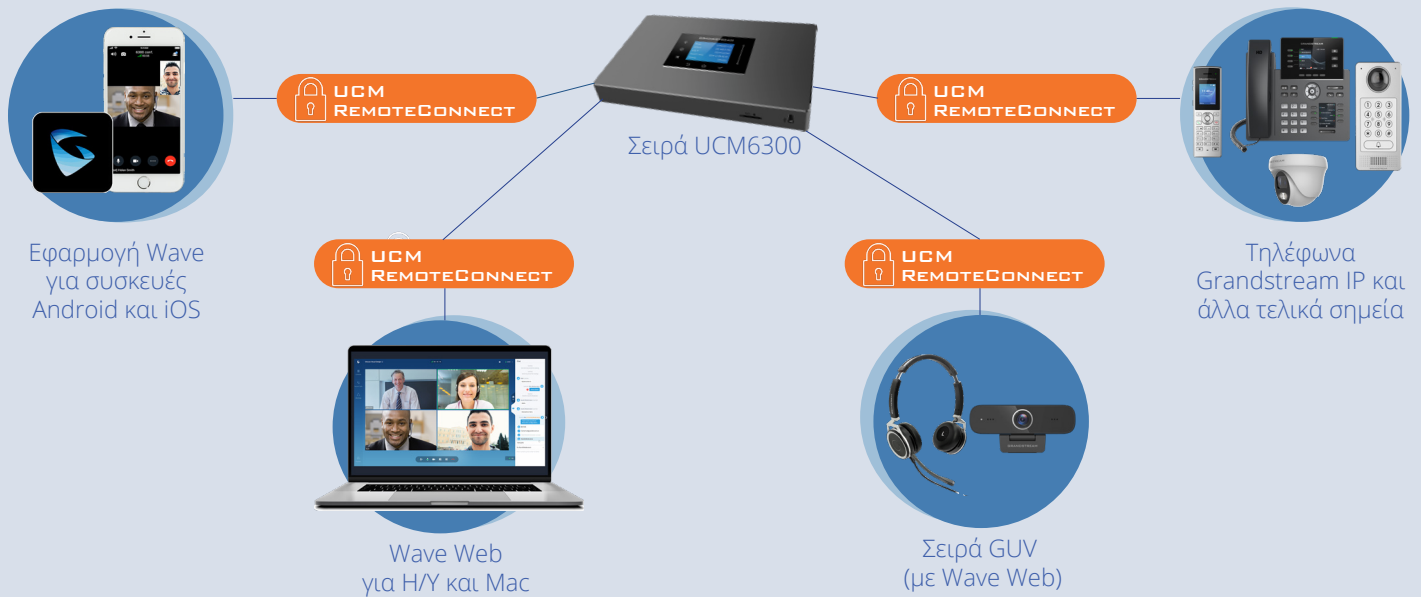 UCM
REMOTECONNECT
UCM
REMOTECONNECT
Σειρά UCM6300
Εφαρμογή Wave
για συσκευές
Android και iOS
UCM
REMOTECONNECT
UCM
REMOTECONNECT
Τηλέφωνα
Grandstream IP και
άλλα τελικά σημεία
GRANDSTREAM
Wave Web
για Η/Υ και Mac
Σειρά GUV
(με Wave Web)